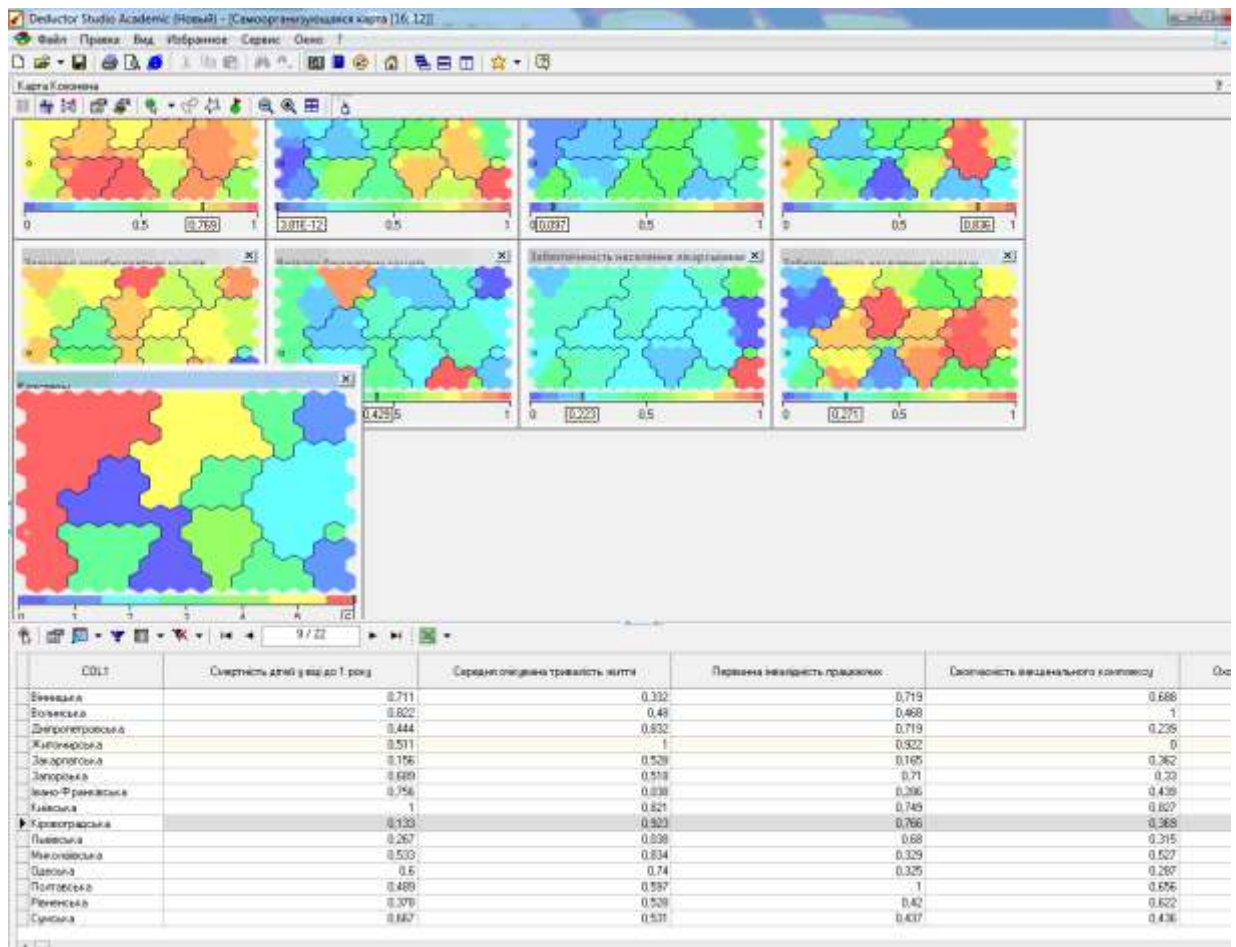 Deductor Studio Academic (Новый) - [Самоорганизующаяся карта [16; 12]]
Файл Правка Вид Избранное Сервис Окно ?
Карта Кохонена
0 0.5 0,769 1
3,81E-12 0.5 1
0 0,097 0.5 1
0 0.5 0,836 1
Забезпеченість населення
0,429 5 1
0 0,223 0.5 1
0 0,271 0.5 1
0 1 2 3 4 5 6
9 / 22
COL1 Смертність дітей у віці до 1 року Середня очікувана тривалість життя Первинна інвалідність працюючих
Вінницька 0,711 0,332 0,719 0,688
Волинська 0,822 0,48 0,468 1
Дніпропетровська 0,444 0,832 0,719 0,239
Житомирська 0,511 1 0,922 0
Закарпатська 0,156 0,528 0,165 0,362
Запорізька 0,689 0,518 0,71 0,33
Івано-Франківська 0,756 0,038 0,286 0,439
Київська 1 0,821 0,749 0,827
Кіровоградська 0,133 0,923 0,766 0,368
Львівська 0,267 0,038 0,68 0,315
Миколаївська 0,533 0,834 0,329 0,527
Одеська 0,6 0,74 0,325 0,287
Полтавська 0,489 0,597 1 0,656
Рівненська 0,378 0,528 0,42 0,622
Сумська 0,667 0,531 0,437 0,436